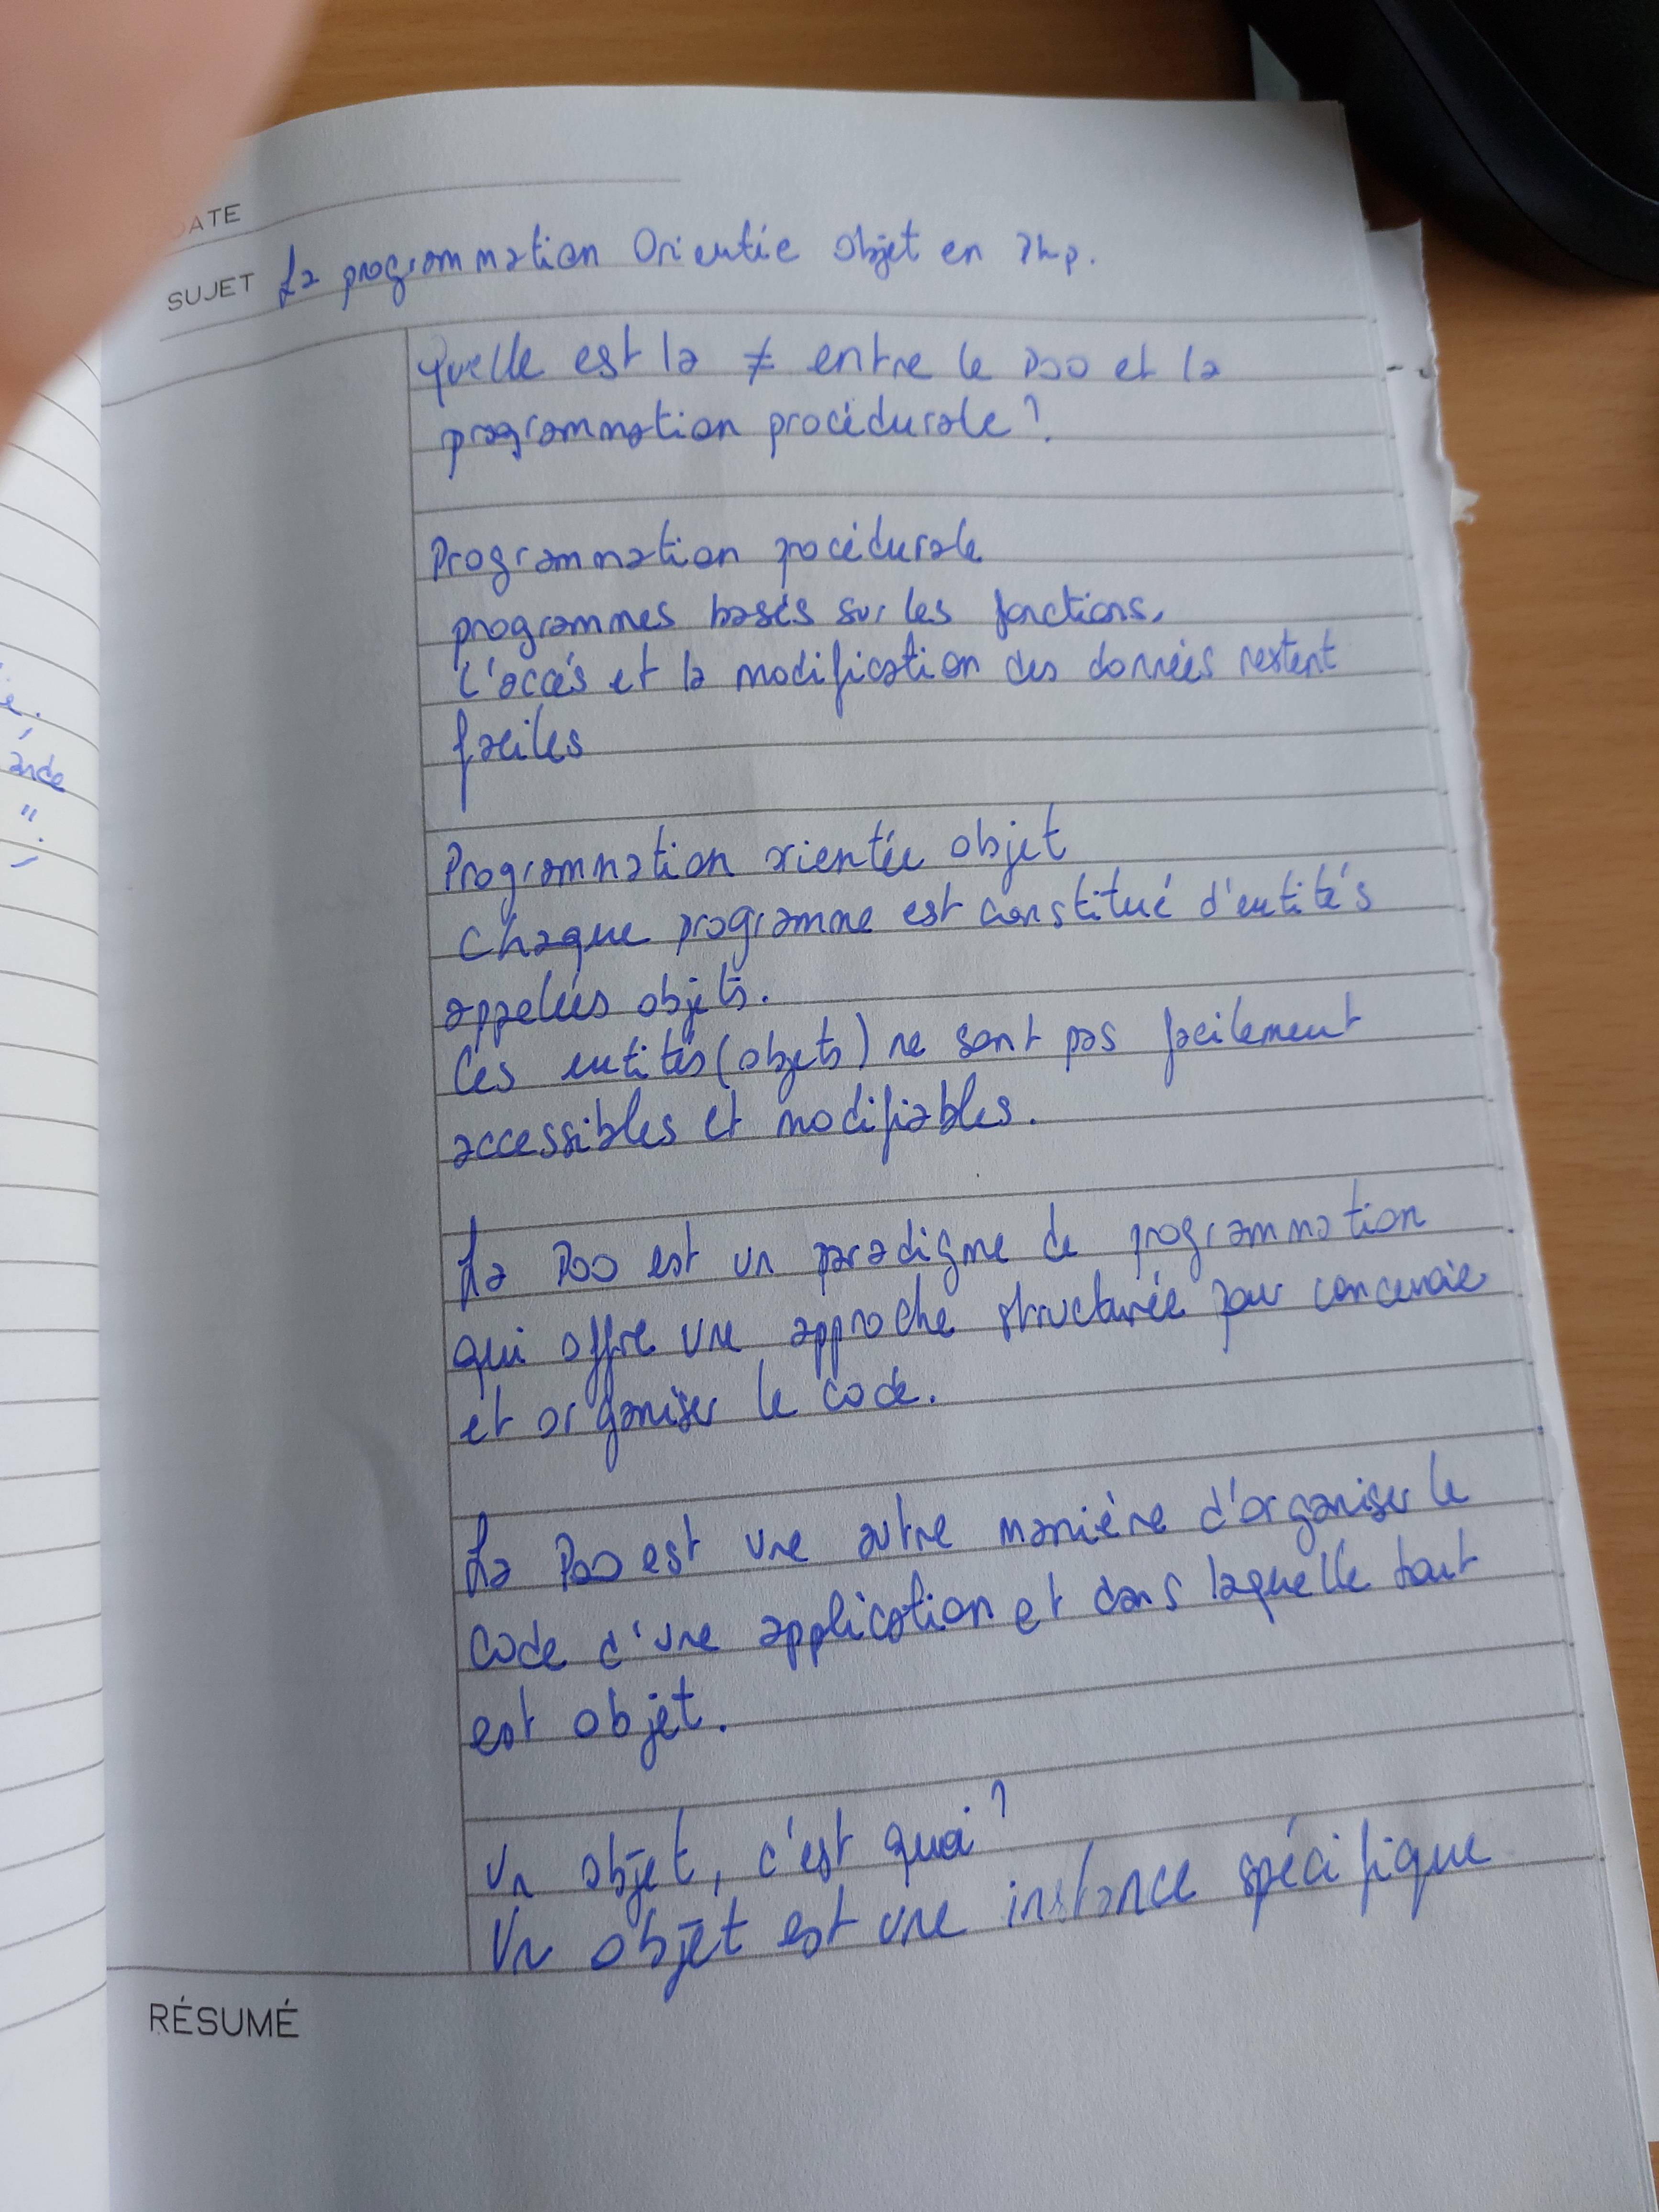 DATE
SUJET La programmation Orientée Objet en Php.
Quelle est la ≠ entre le POO et la
programmation procédurale?
Programmation procédurale
programmes basés sur les fonctions.
L'accés et la modification des données restent
faciles
Programmation orientée objet
Chaque programme est constitué d'entités
appelées objets.
Ces entités (objets) ne sont pas facilement
accessibles et modifiables.
La POO est un paradigme de programmation
qui offre une approche structurée pour concevoir
et organiser le code.
La POO est une autre manière d'organiser le
code d'une application et dans laquelle tout
est objet.
Un objet, c'est quoi?
Un objet est une instance spécifique
RÉSUMÉ